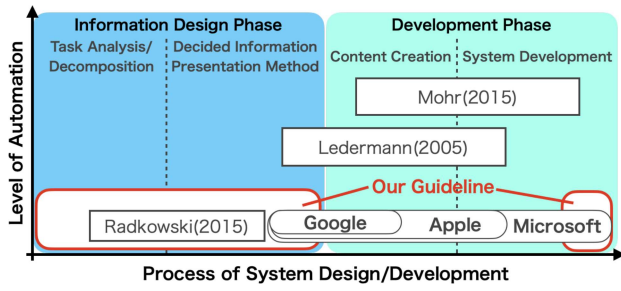 Information Design Phase
Development Phase
Task Analysis/
Decomposition
Decided Information
Presentation Method
Content Creation
System Development
Mohr(2015)
Ledermann(2005)
Our Guideline
Radkowski(2015)
Google
Apple
Microsoft
Level of Automation
Process of System Design/Development